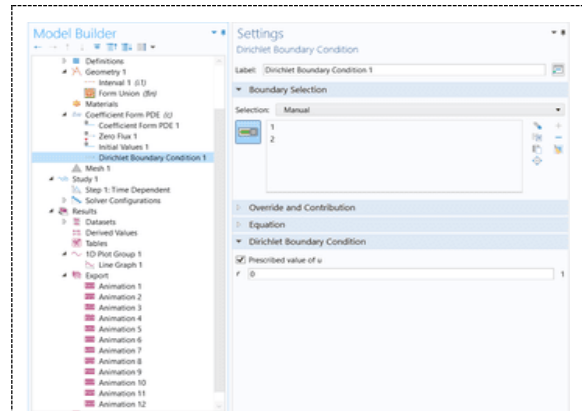 Model Builder
Definitions
Geometry 1
Interval 1 (i1)
Form Union (fin)
Materials
Coefficient Form PDE (c)
Coefficient Form PDE 1
Zero Flux 1
Initial Values 1
Dirichlet Boundary Condition 1
Mesh 1
Study 1
Step 1: Time Dependent
Solver Configurations
Results
Datasets
Derived Values
Tables
1D Plot Group 1
Line Graph 1
Export
Animation 1
Animation 2
Animation 3
Animation 4
Animation 5
Animation 6
Animation 7
Animation 8
Animation 9
Animation 10
Animation 11
Animation 12
Settings
Dirichlet Boundary Condition
Label: Dirichlet Boundary Condition 1
Boundary Selection
Selection: Manual
1
2
Override and Contribution
Equation
Dirichlet Boundary Condition
Prescribed value of u
r 0 1